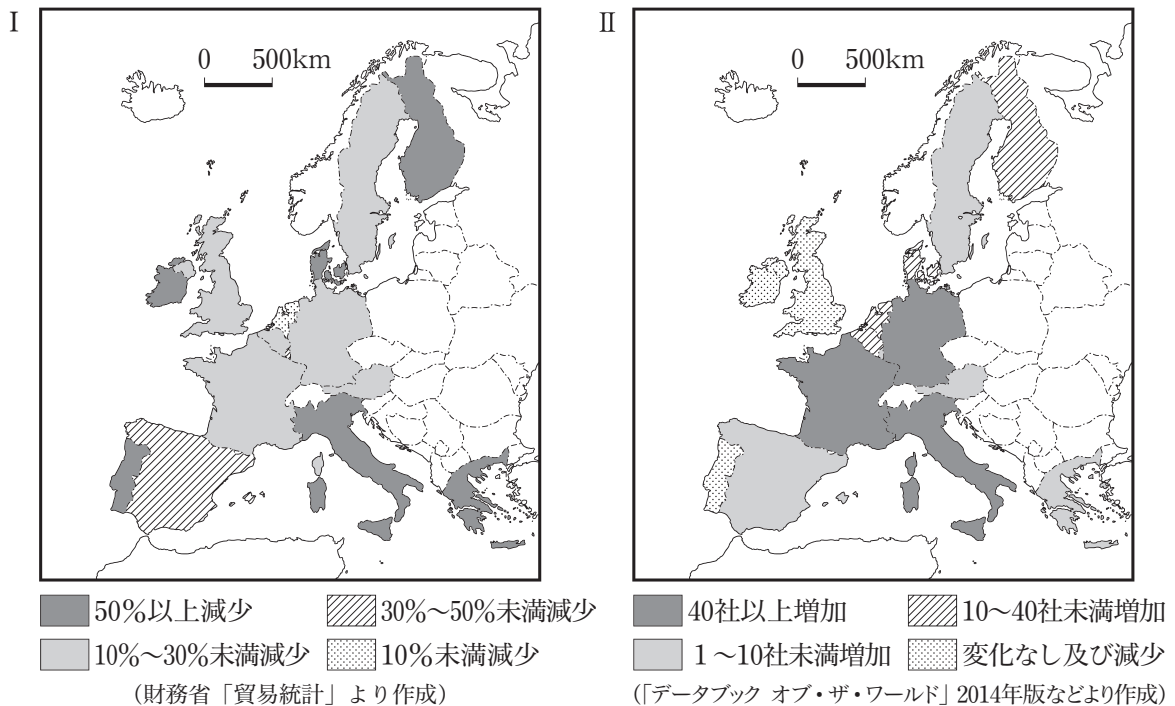 Ⅰ
0 500km
50％以上減少
30％～50％未満減少
10％～30％未満減少
10％未満減少
（財務省「貿易統計」より作成）
Ⅱ
0 500km
40社以上増加
10～40社未満増加
1～10社未満増加
変化なし及び減少
（「データブック オブ・ザ・ワールド」2014年版などより作成）